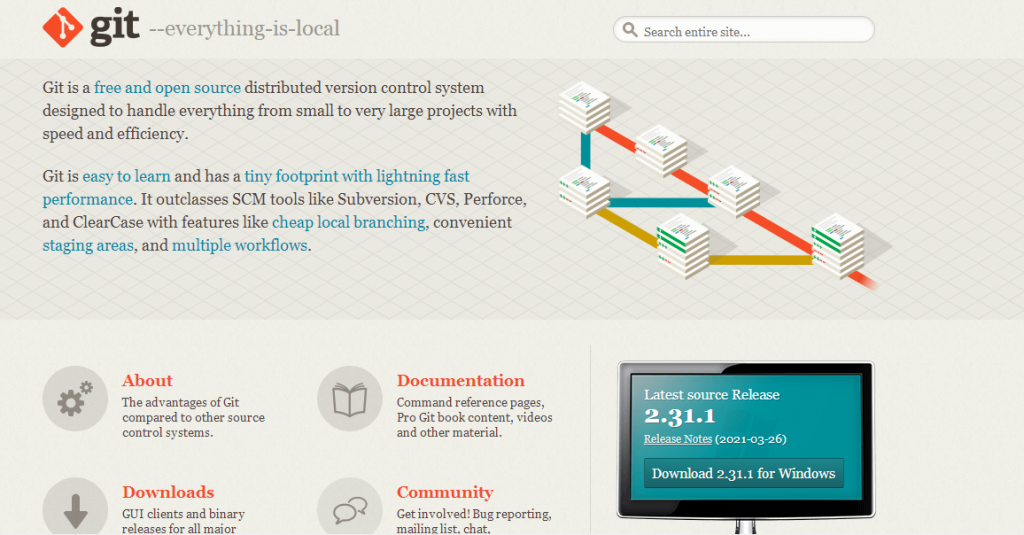 git --everything-is-local
Search entire site...
Git is a free and open source distributed version control system
designed to handle everything from small to very large projects with
speed and efficiency.
Git is easy to learn and has a tiny footprint with lightning fast
performance. It outclasses SCM tools like Subversion, CVS, Perforce,
and ClearCase with features like cheap local branching, convenient
staging areas, and multiple workflows.
About
The advantages of Git
compared to other source
control systems.
Documentation
Command reference pages,
Pro Git book content, videos
and other material.
Downloads
GUI clients and binary
releases for all major
Community
Get involved! Bug reporting,
mailing list, chat,
Latest source Release
2.31.1
Release Notes (2021-03-26)
Download 2.31.1 for Windows